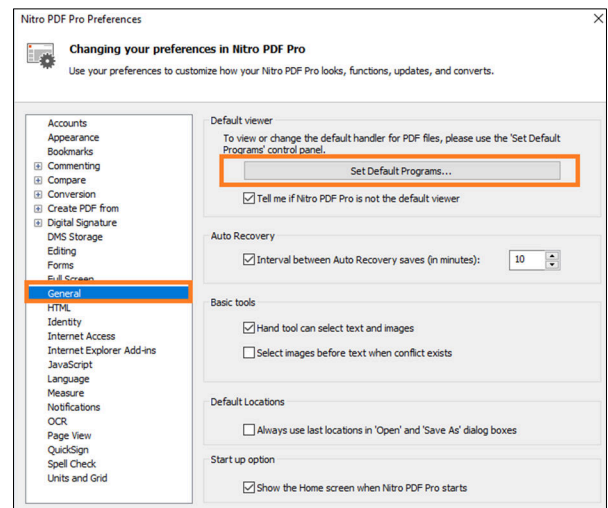 Nitro PDF Pro Preferences
Changing your preferences in Nitro PDF Pro
Use your preferences to customize how your Nitro PDF Pro looks, functions, updates, and converts.
Accounts
Appearance
Bookmarks
Commenting
Compare
Conversion
Create PDF from
Digital Signature
DMS Storage
Editing
Forms
Full Screen
General
HTML
Identity
Internet Access
Internet Explorer Add-ins
JavaScript
Language
Measure
Notifications
OCR
Page View
QuickSign
Spell Check
Units and Grid
Default viewer
To view or change the default handler for PDF files, please use the 'Set Default
Programs' control panel.
Set Default Programs...
Tell me if Nitro PDF Pro is not the default viewer
Auto Recovery
Interval between Auto Recovery saves (in minutes): 10
Basic tools
Hand tool can select text and images
Select images before text when conflict exists
Default Locations
Always use last locations in 'Open' and 'Save As' dialog boxes
Start up option
Show the Home screen when Nitro PDF Pro starts